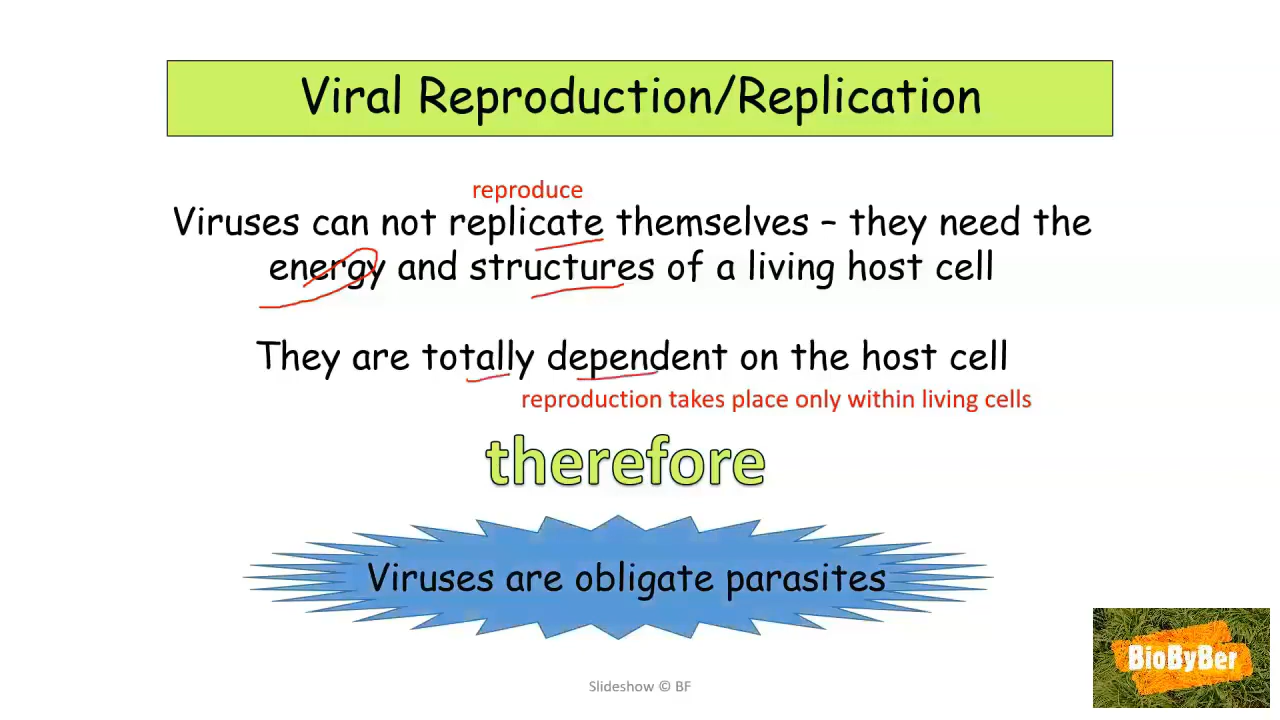 Viral Reproduction/Replication
reproduce
Viruses can not replicate themselves – they need the
energy and structures of a living host cell
They are totally dependent on the host cell
reproduction takes place only within living cells
therefore
Viruses are obligate parasites
BioByBer
Slideshow © BF